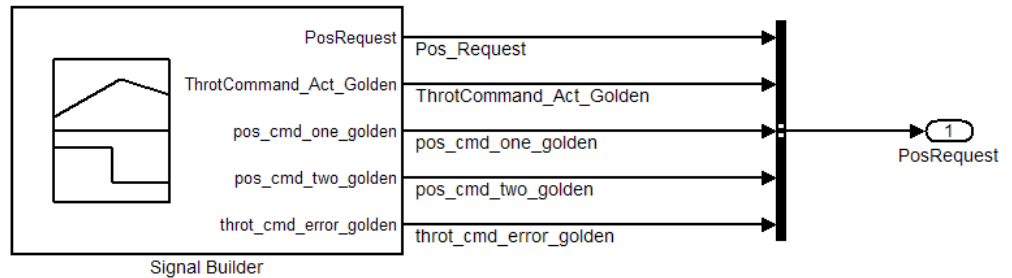 PosRequest
Pos_Request
ThrotCommand_Act_Golden
ThrotCommand_Act_Golden
pos_cmd_one_golden
pos_cmd_one_golden
1
PosRequest
pos_cmd_two_golden
pos_cmd_two_golden
throt_cmd_error_golden
throt_cmd_error_golden
Signal Builder